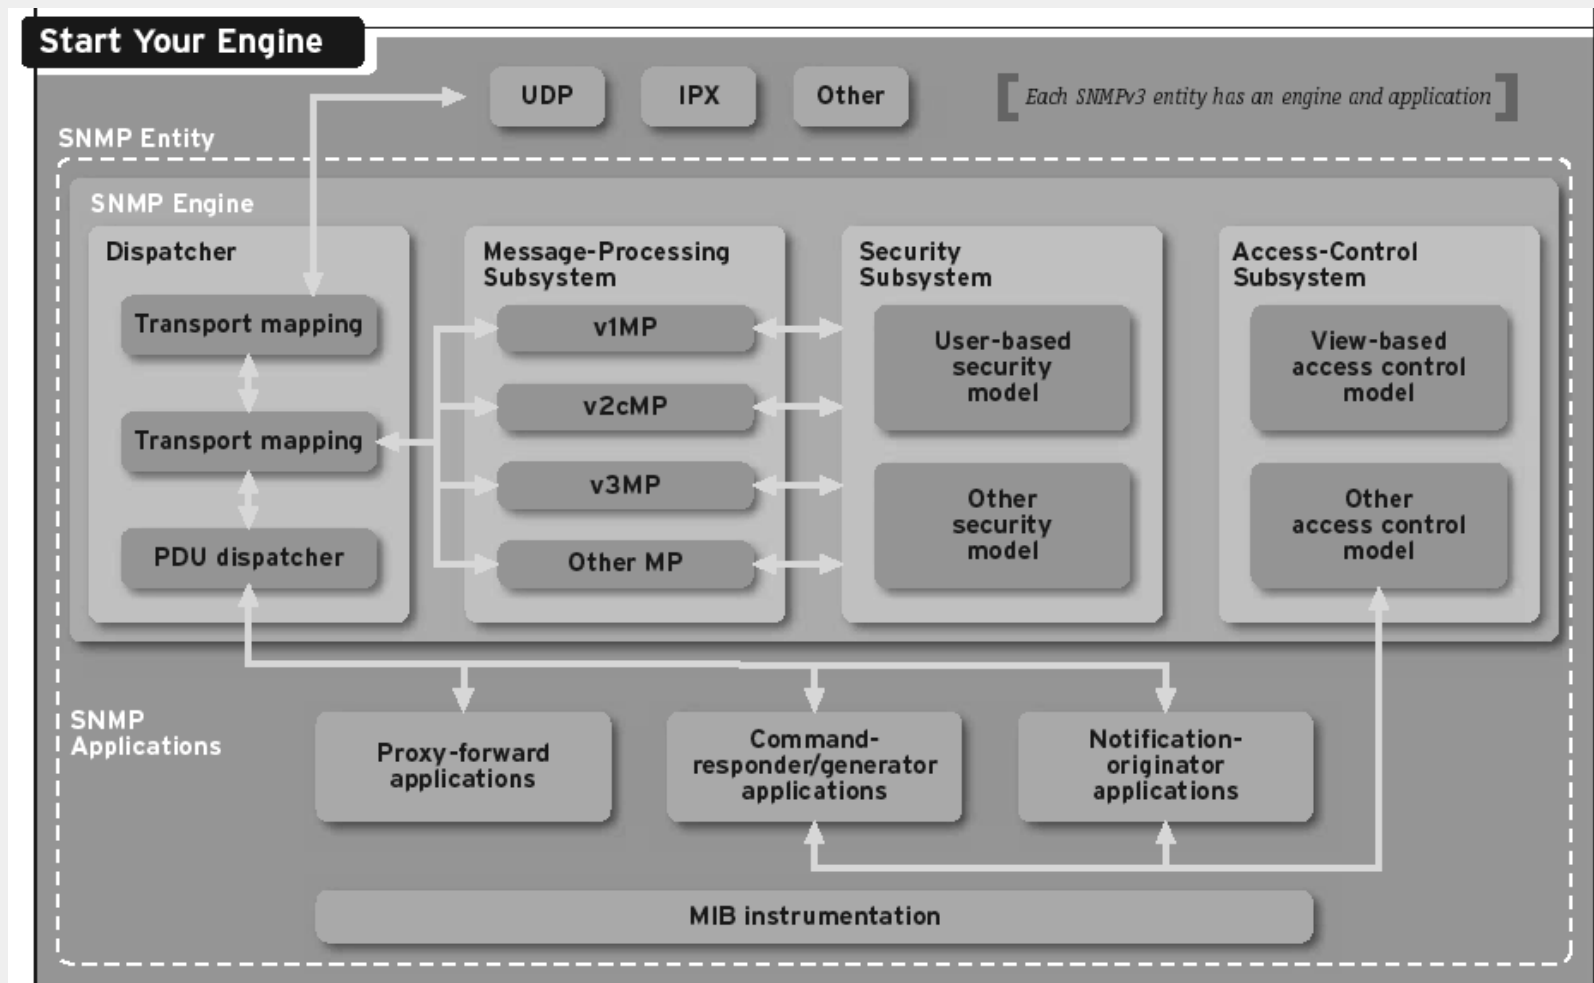 Start Your Engine
UDP
IPX
Other
Each SNMPv3 entity has an engine and application
SNMP Entity
SNMP Engine
Dispatcher
Transport mapping
Transport mapping
PDU dispatcher
Message-Processing
Subsystem
v1MP
v2cMP
v3MP
Other MP
Security
Subsystem
User-based
security
model
Other
security
model
Access-Control
Subsystem
View-based
access control
model
Other
access control
model
SNMP
Applications
Proxy-forward
applications
Command-
responder/generator
applications
Notification-
originator
applications
MIB instrumentation